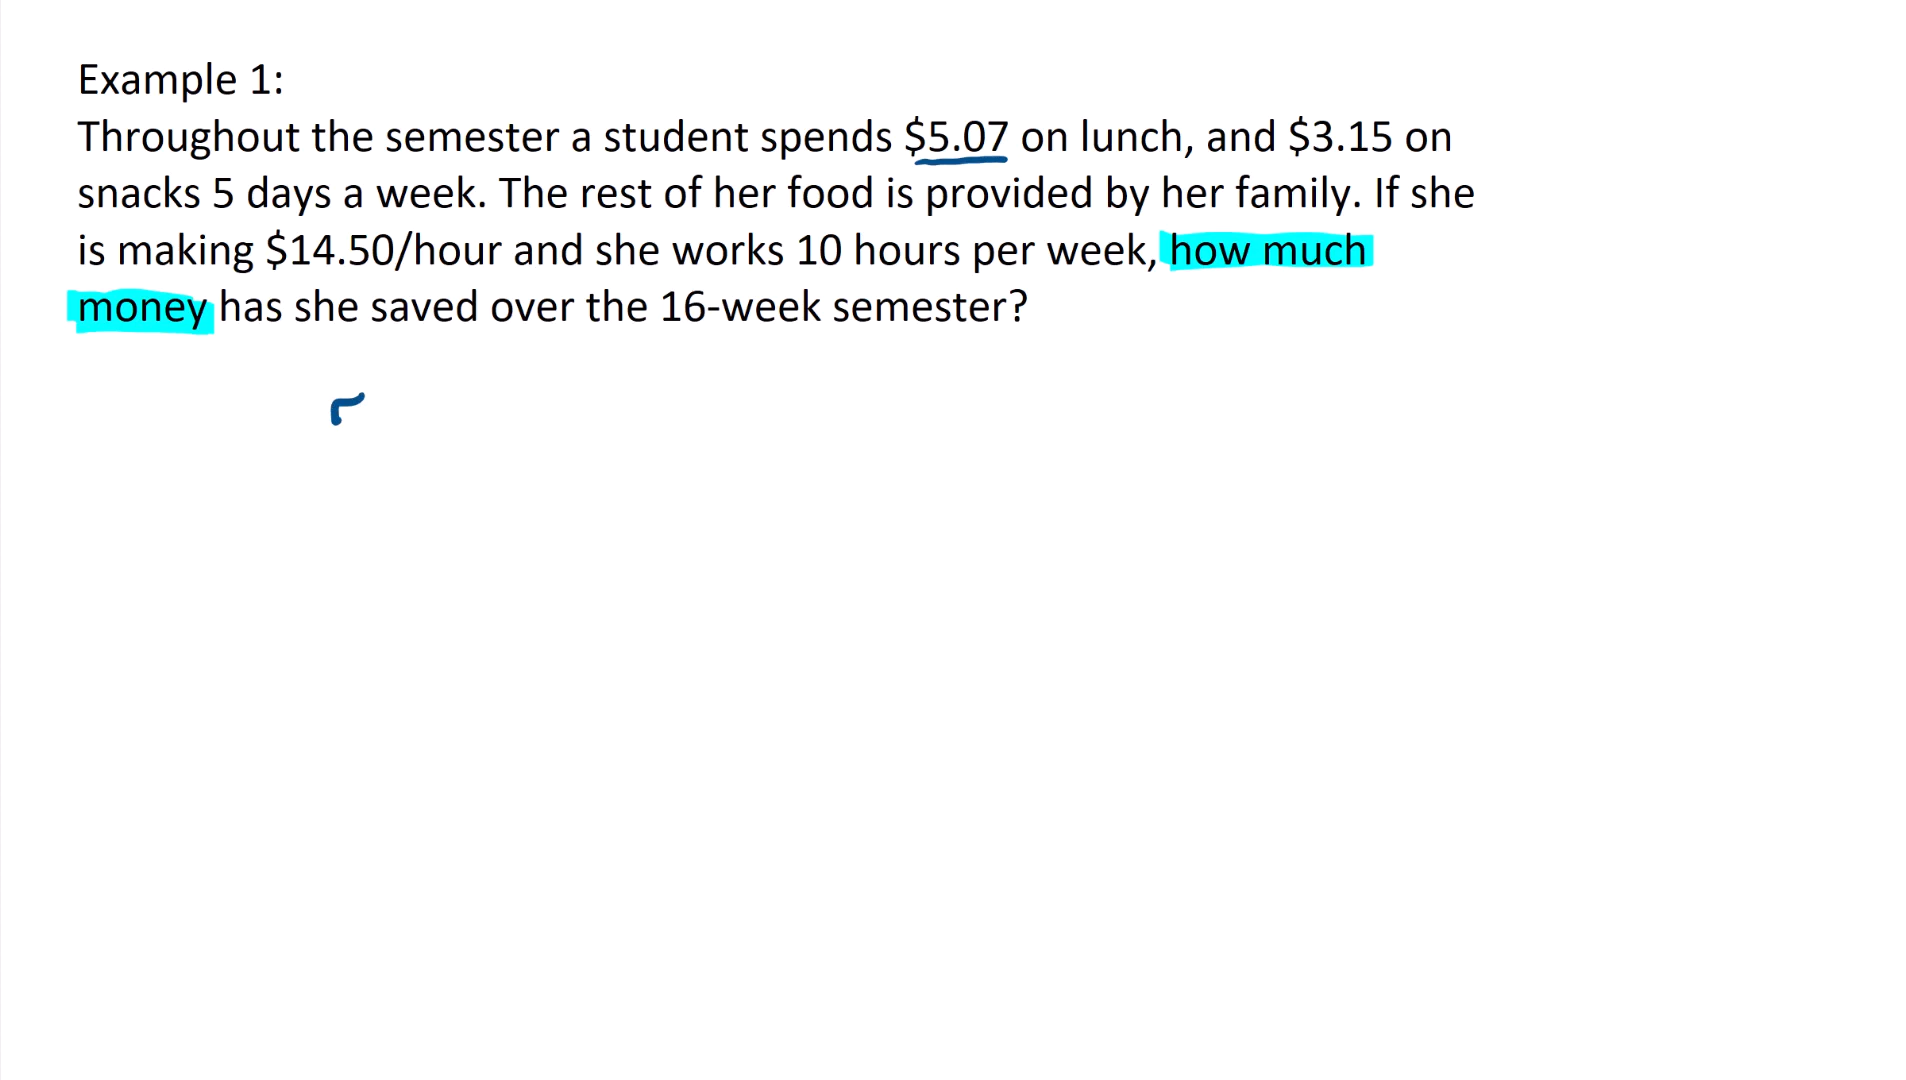 Example 1:
Throughout the semester a student spends $5.07 on lunch, and $3.15 on
snacks 5 days a week. The rest of her food is provided by her family. If she
is making $14.50/hour and she works 10 hours per week, how much
money has she saved over the 16-week semester?